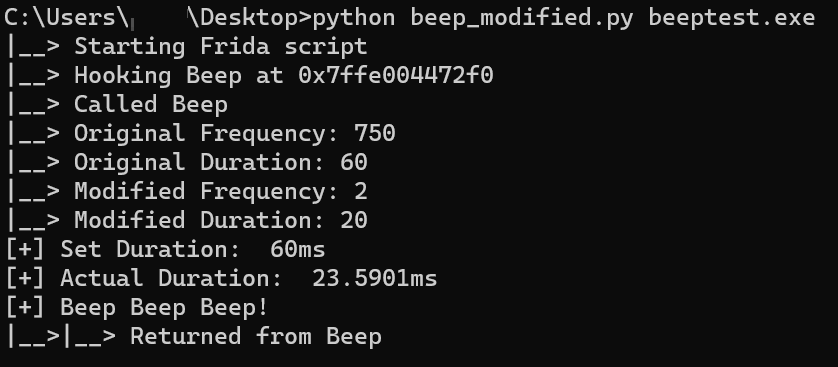 C:\Users\ \Desktop>python beep_modified.py beeptest.exe
|__> Starting Frida script
|__> Hooking Beep at 0x7ffe004472f0
|__> Called Beep
|__> Original Frequency: 750
|__> Original Duration: 60
|__> Modified Frequency: 2
|__> Modified Duration: 20
[+] Set Duration:  60ms
[+] Actual Duration:  23.5901ms
[+] Beep Beep Beep!
|__>|__> Returned from Beep